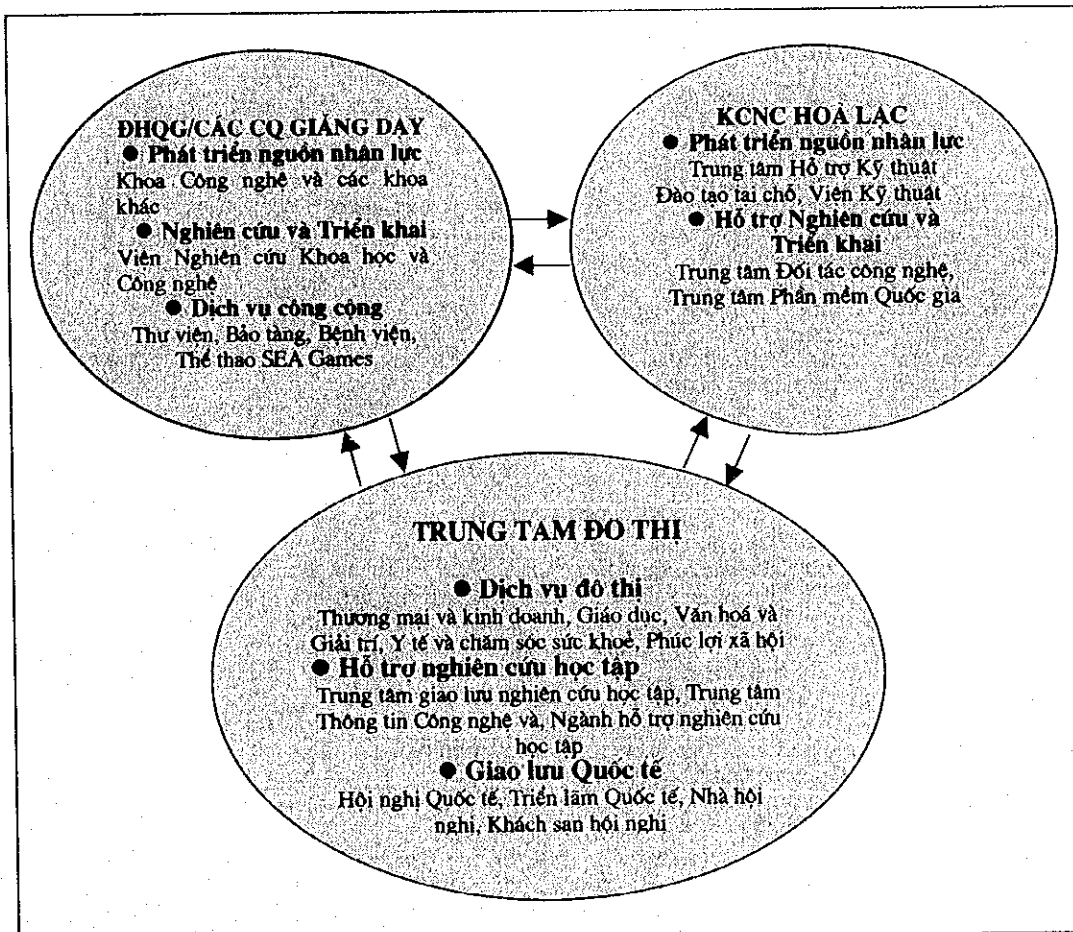 ĐHQG/CÁC CQ GIẢNG DẠY
● Phát triển nguồn nhân lực
Khoa Công nghệ và các khoa
khác
● Nghiên cứu và Triển khai
Viện Nghiên cứu Khoa học và
Công nghệ
● Dịch vụ công cộng
Thư viện, Bảo tàng, Bệnh viện,
Thể thao SEA Games
KCNC HOÀ LẠC
● Phát triển nguồn nhân lực
Trung tâm Hỗ trợ Kỹ thuật
Đào tạo tại chỗ, Viện Kỹ thuật
● Hỗ trợ Nghiên cứu và
Triển khai
Trung tâm Đối tác công nghệ,
Trung tâm Phần mềm Quốc gia
TRUNG TÂM ĐÔ THỊ
● Dịch vụ đô thị
Thương mại và kinh doanh, Giáo dục, Văn hoá và
Giải trí, Y tế và chăm sóc sức khoẻ, Phúc lợi xã hội
● Hỗ trợ nghiên cứu học tập
Trung tâm giao lưu nghiên cứu học tập, Trung tâm
Thông tin Công nghệ và, Ngành hỗ trợ nghiên cứu
học tập
● Giao lưu Quốc tế
Hội nghị Quốc tế, Triển lãm Quốc tế, Nhà hội
nghị, Khách sạn hội nghị